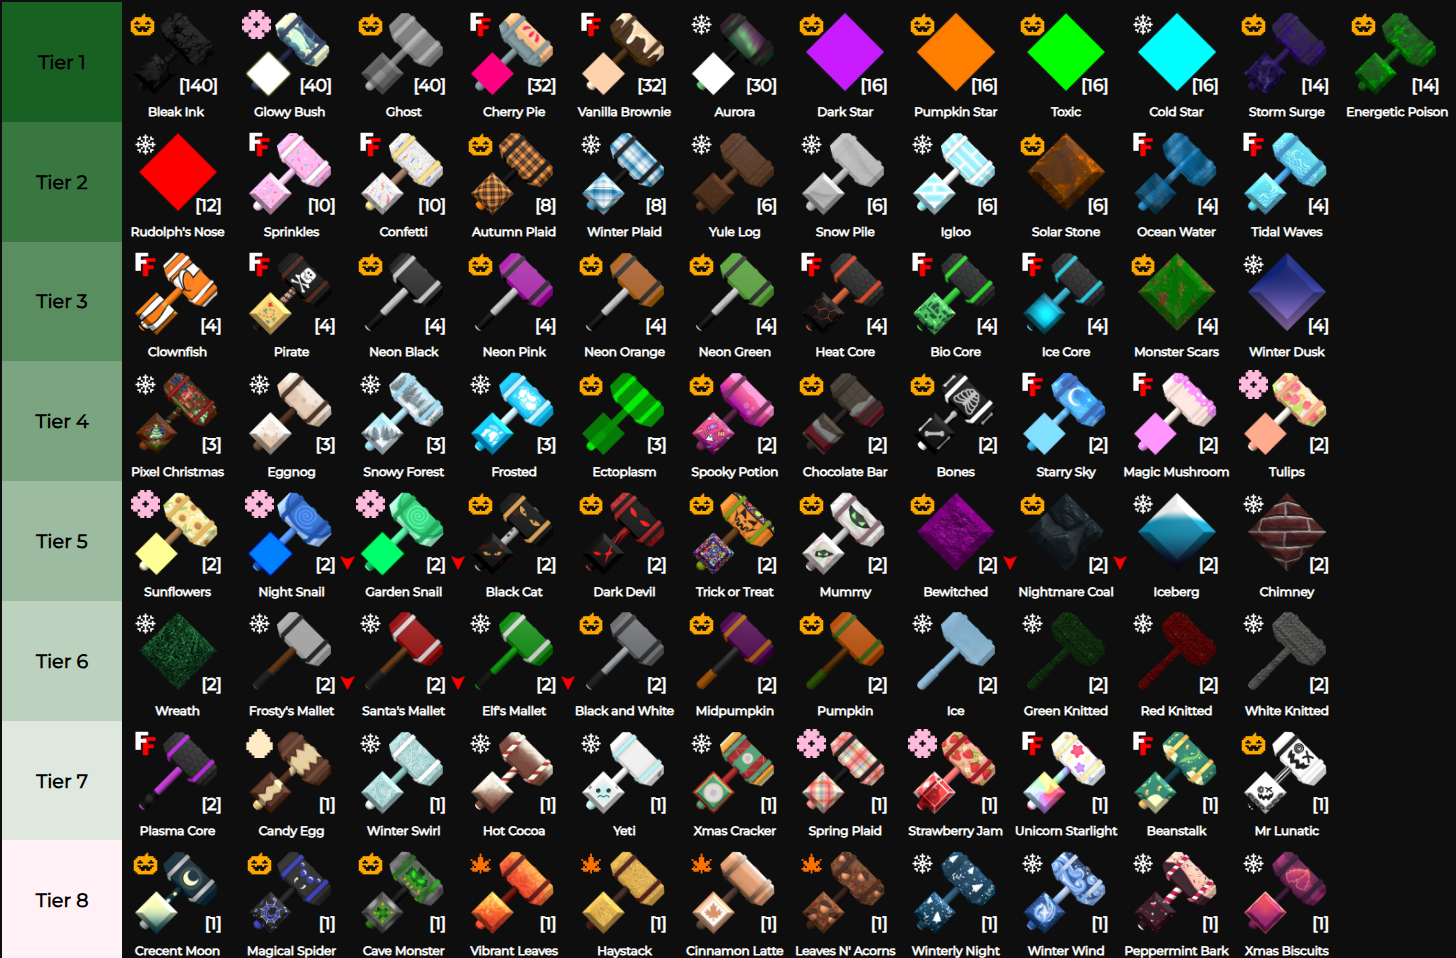 Tier 1
[140] [40] [40] [32] [32] [30] [16] [16] [16] [16] [14] [14]
Bleak Ink Glowy Bush Ghost Cherry Pie Vanilla Brownie Aurora Dark Star Pumpkin Star Toxic Cold Star Storm Surge Energetic Poison
Tier 2
[12] [10] [10] [8] [8] [6] [6] [6] [6] [4] [4]
Rudolph's Nose Sprinkles Confetti Autumn Plaid Winter Plaid Yule Log Snow Pile Igloo Solar Stone Ocean Water Tidal Waves
Tier 3
[4] [4] [4] [4] [4] [4] [4] [4] [4] [4] [4]
Clownfish Pirate Neon Black Neon Pink Neon Orange Neon Green Heat Core Bio Core Ice Core Monster Scars Winter Dusk
Tier 4
[3] [3] [3] [3] [3] [2] [2] [2] [2] [2] [2]
Pixel Christmas Eggnog Snowy Forest Frosted Ectoplasm Spooky Potion Chocolate Bar Bones Starry Sky Magic Mushroom Tulips
Tier 5
[2] [2] [2] [2] [2] [2] [2] [2] [2] [2] [2]
Sunflowers Night Snail Garden Snail Black Cat Dark Devil Trick or Treat Mummy Bewitched Nightmare Coal Iceberg Chimney
Tier 6
[2] [2] [2] [2] [2] [2] [2] [2] [2] [2] [2]
Wreath Frosty's Mallet Santa's Mallet Elf's Mallet Black and White Midpumpkin Pumpkin Ice Green Knitted Red Knitted White Knitted
Tier 7
[2] [1] [1] [1] [1] [1] [1] [1] [1] [1] [1]
Plasma Core Candy Egg Winter Swirl Hot Cocoa Yeti Xmas Cracker Spring Plaid Strawberry Jam Unicorn Starlight Beanstalk Mr Lunatic
Tier 8
[1] [1] [1] [1] [1] [1] [1] [1] [1] [1] [1]
Crecent Moon Magical Spider Cave Monster Vibrant Leaves Haystack Cinnamon Latte Leaves N' Acorns Winterly Night Winter Wind Peppermint Bark Xmas Biscuits